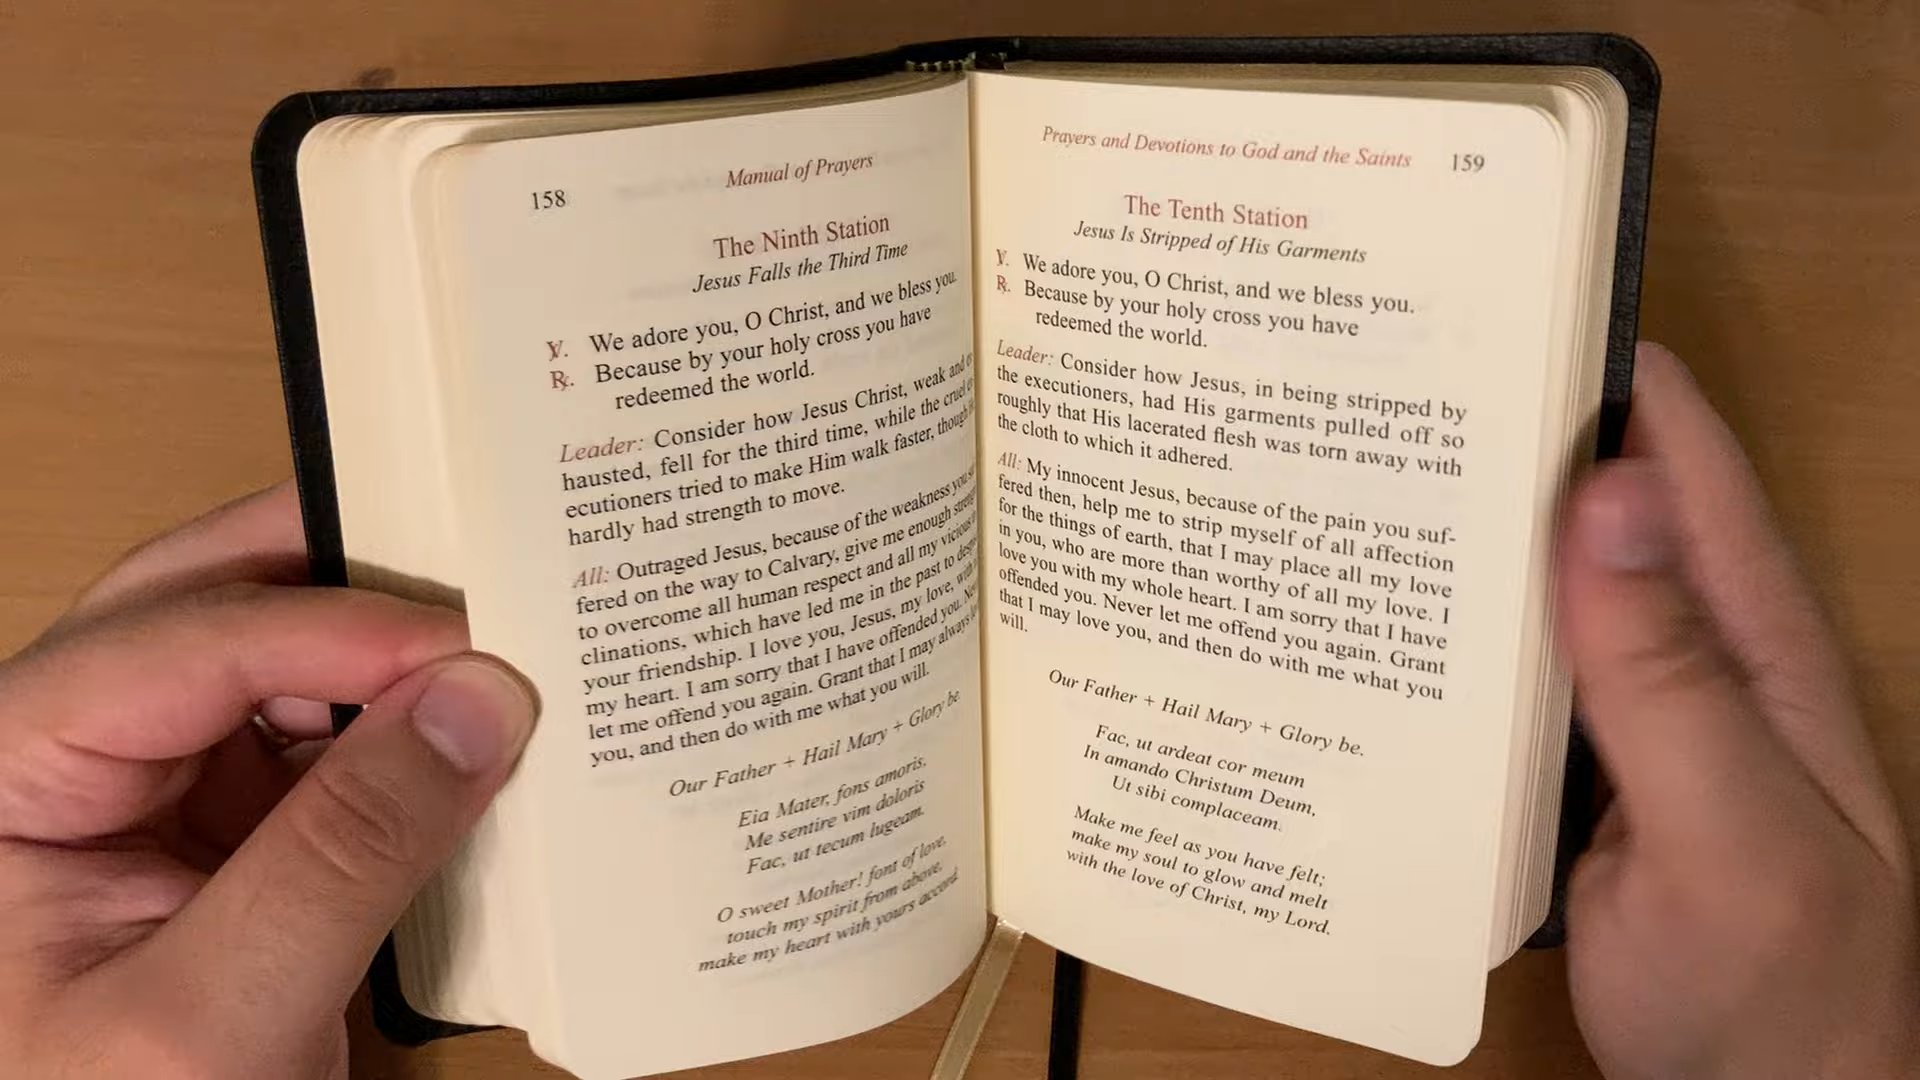 158
Manual of Prayers
The Ninth Station
Jesus Falls the Third Time
℣. We adore you, O Christ, and we bless you.
℟. Because by your holy cross you have
redeemed the world.
Leader: Consider how Jesus Christ, weak and
hausted, fell for the third time, while the cruel
ecutioners tried to make Him walk faster, though
hardly had strength to move.
All: Outraged Jesus, because of the weakness you
fered on the way to Calvary, give me enough
to overcome all human respect and all my vicious
clinations, which have led me in the past to
your friendship. I love you, Jesus, my love,
my heart. I am sorry that I have offended you.
let me offend you again. Grant that I may always
you, and then do with me what you will.
Our Father + Hail Mary + Glory be.
Eia Mater, fons amoris.
Me sentire vim doloris
Fac, ut tecum lugeam.
O sweet Mother! font of love,
touch my spirit from above,
make my heart with yours accord.
Prayers and Devotions to God and the Saints
159
The Tenth Station
Jesus Is Stripped of His Garments
℣. We adore you, O Christ, and we bless you.
℟. Because by your holy cross you have
redeemed the world.
Leader: Consider how Jesus, in being stripped by
the executioners, had His garments pulled off so
roughly that His lacerated flesh was torn away with
the cloth to which it adhered.
All: My innocent Jesus, because of the pain you suf-
fered then, help me to strip myself of all affection
for the things of earth, that I may place all my love
in you, who are more than worthy of all my love. I
love you with my whole heart. I am sorry that I have
offended you. Never let me offend you again. Grant
that I may love you, and then do with me what you
will.
Our Father + Hail Mary + Glory be.
Fac, ut ardeat cor meum
In amando Christum Deum,
Ut sibi complaceam.
Make me feel as you have felt;
make my soul to glow and melt
with the love of Christ, my Lord.